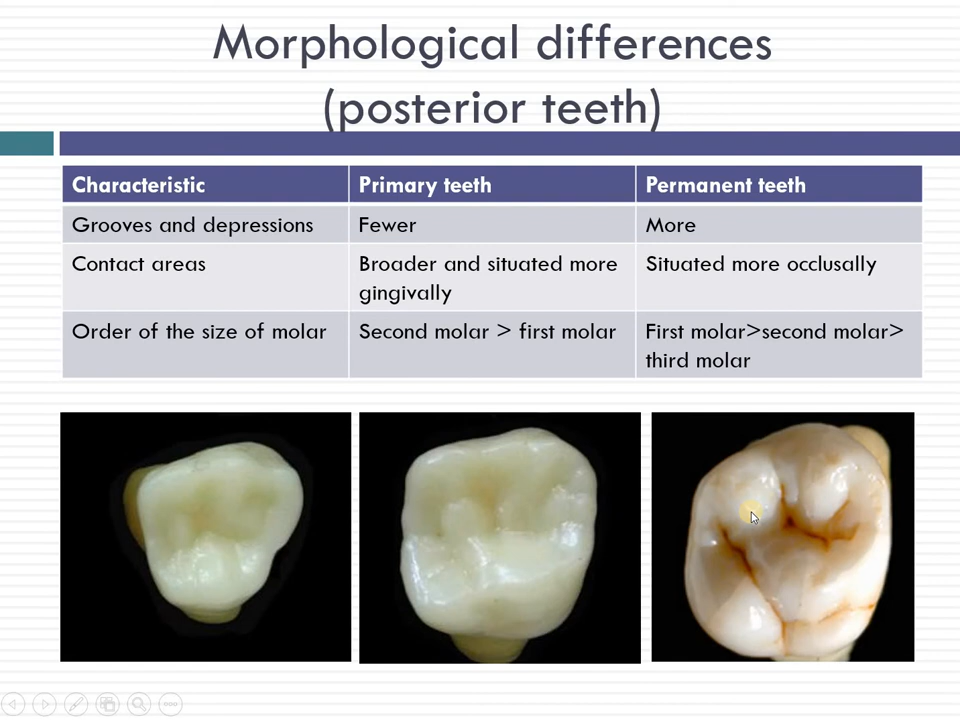 Morphological differences
(posterior teeth)
Characteristic
Primary teeth
Permanent teeth
Grooves and depressions
Fewer
More
Contact areas
Broader and situated more
gingivally
Situated more occlusally
Order of the size of molar
Second molar > first molar
First molar>second molar>
third molar